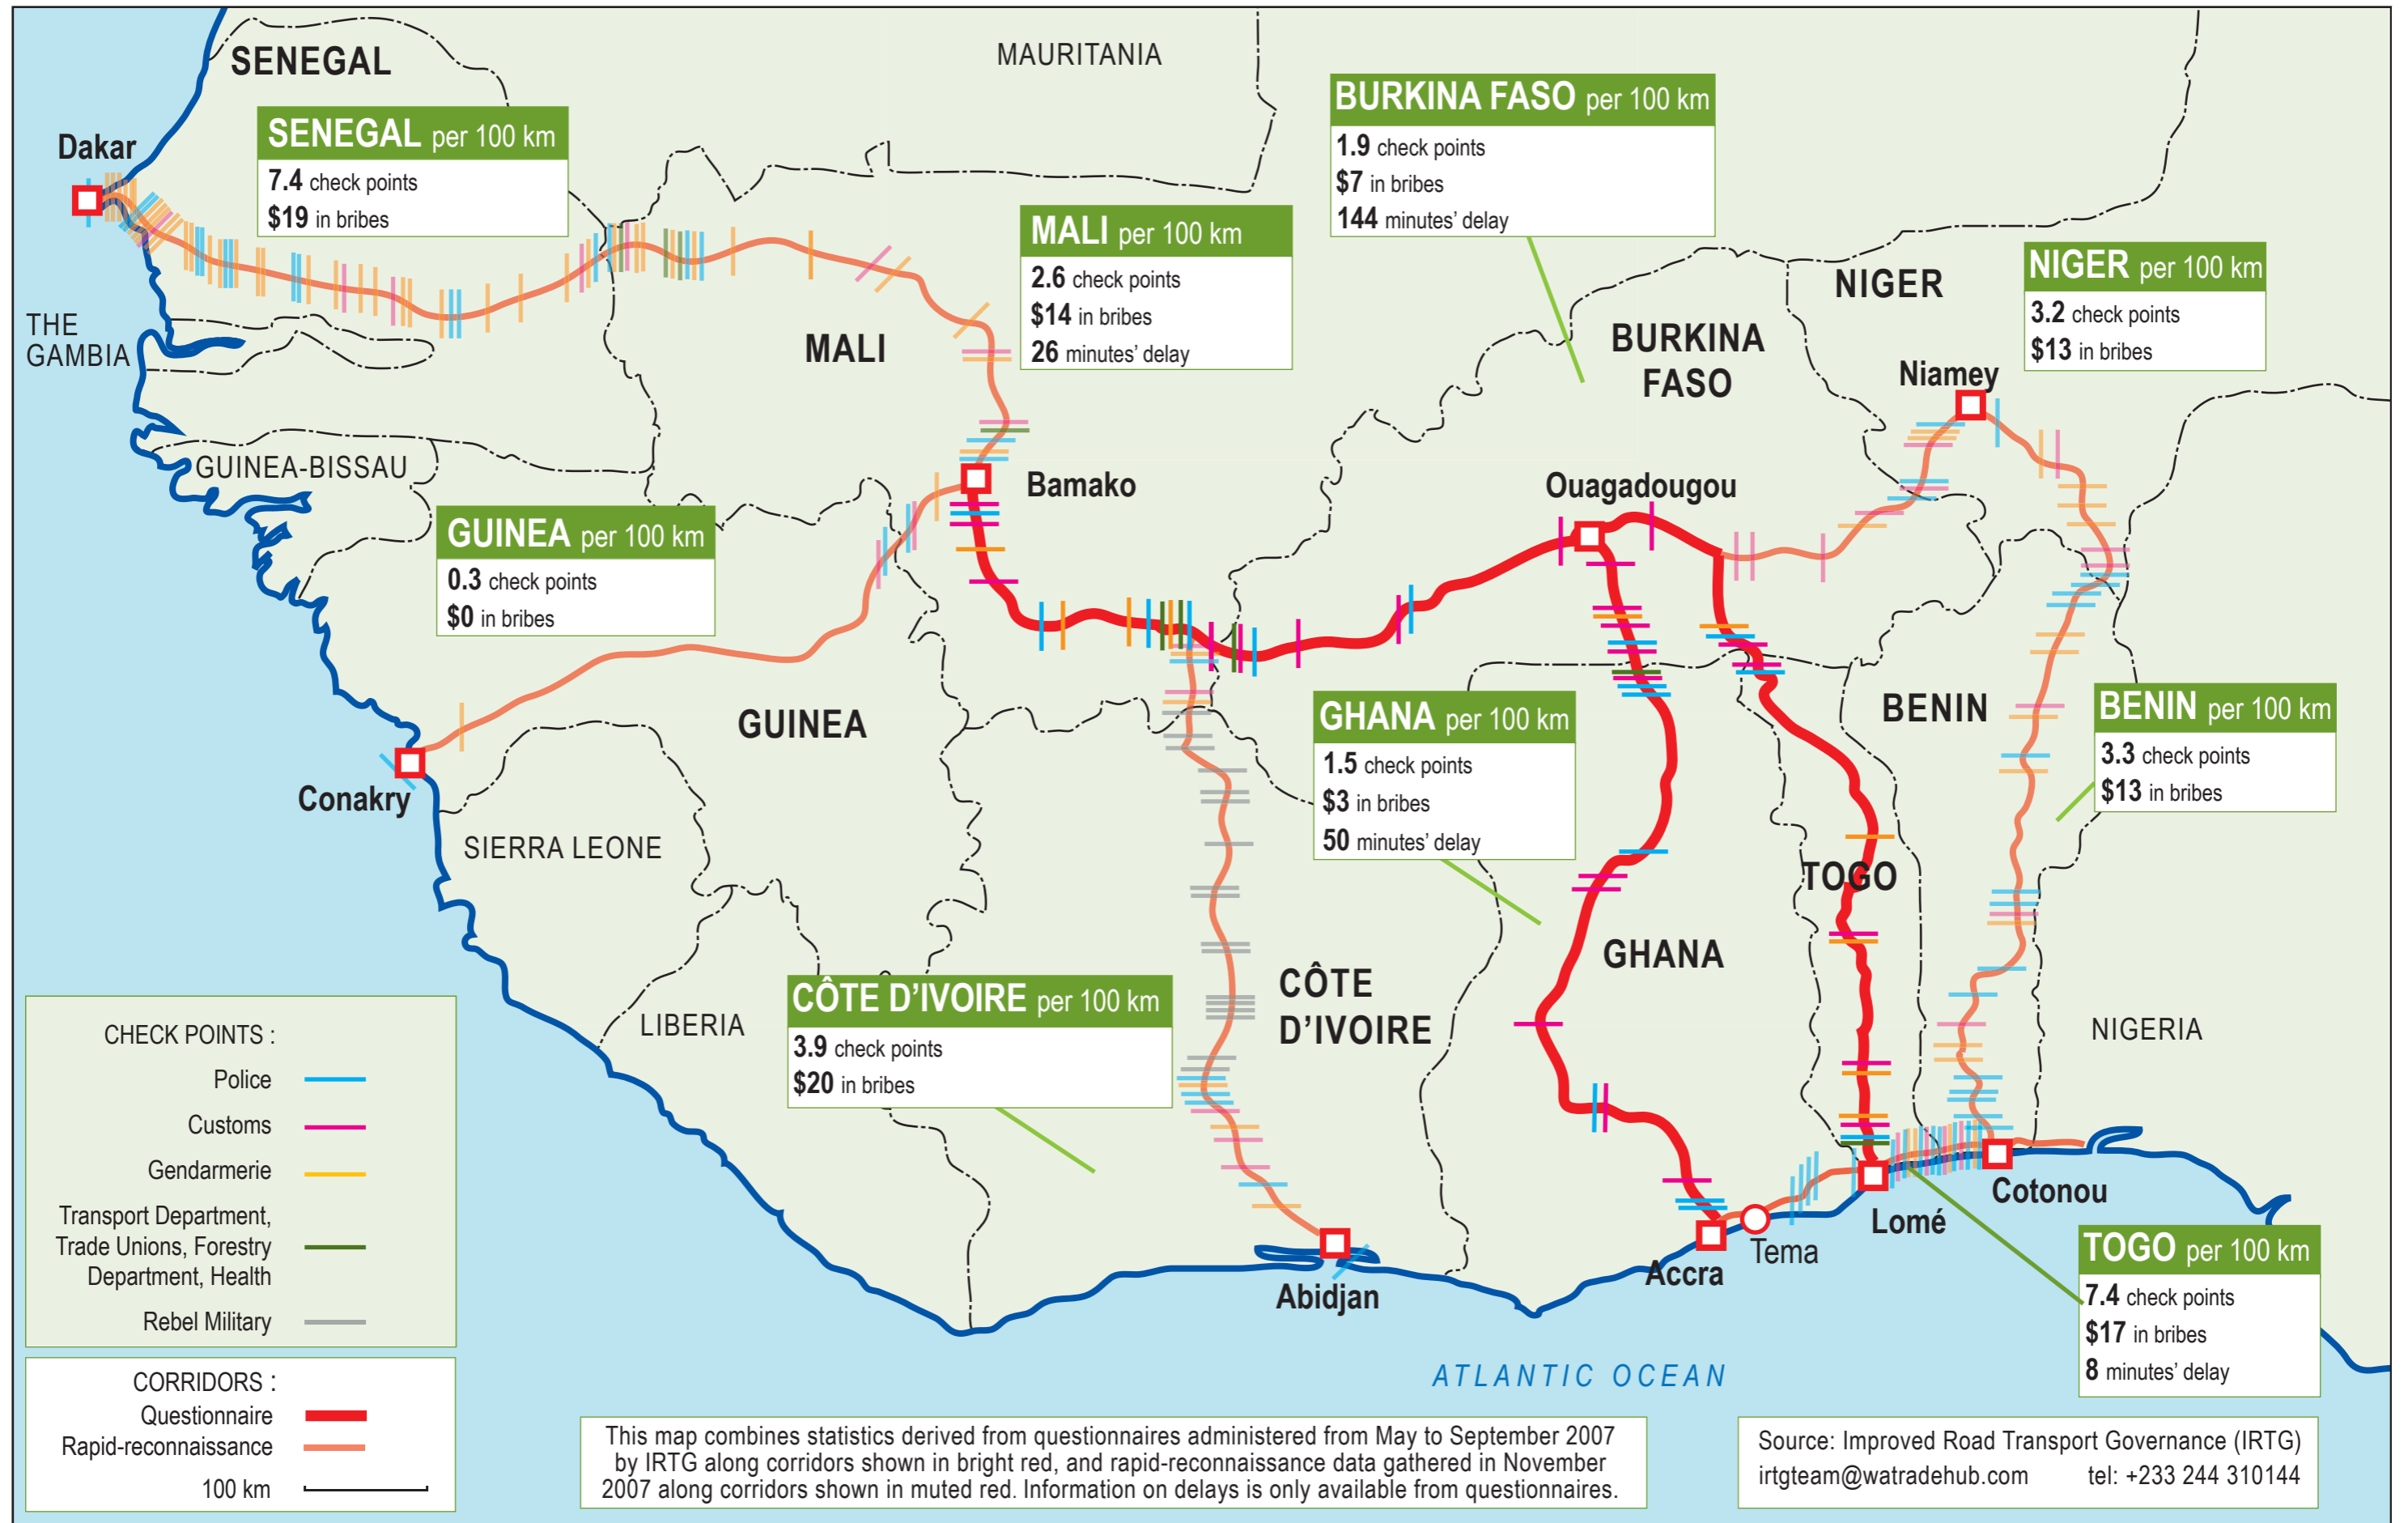 SENEGAL
MAURITANIA
Dakar
SENEGAL per 100 km
7.4 check points
$19 in bribes
BURKINA FASO per 100 km
1.9 check points
$7 in bribes
144 minutes’ delay
MALI per 100 km
2.6 check points
$14 in bribes
26 minutes’ delay
NIGER
NIGER per 100 km
3.2 check points
$13 in bribes
THE
GAMBIA
MALI
BURKINA
FASO
Niamey
GUINEA-BISSAU
Bamako
Ouagadougou
GUINEA per 100 km
0.3 check points
$0 in bribes
GUINEA
Conakry
SIERRA LEONE
GHANA per 100 km
1.5 check points
$3 in bribes
50 minutes’ delay
BENIN
BENIN per 100 km
3.3 check points
$13 in bribes
TOGO
GHANA
CÔTE D’IVOIRE per 100 km
3.9 check points
$20 in bribes
CÔTE
D’IVOIRE
LIBERIA
NIGERIA
CHECK POINTS :
Police
Customs
Gendarmerie
Transport Department,
Trade Unions, Forestry
Department, Health
Rebel Military
Cotonou
Lomé
Tema
Accra
Abidjan
TOGO per 100 km
7.4 check points
$17 in bribes
8 minutes’ delay
ATLANTIC OCEAN
CORRIDORS :
Questionnaire
Rapid-reconnaissance
100 km
This map combines statistics derived from questionnaires administered from May to September 2007
by IRTG along corridors shown in bright red, and rapid-reconnaissance data gathered in November
2007 along corridors shown in muted red. Information on delays is only available from questionnaires.
Source: Improved Road Transport Governance (IRTG)
irtgteam@watradehub.com tel: +233 244 310144